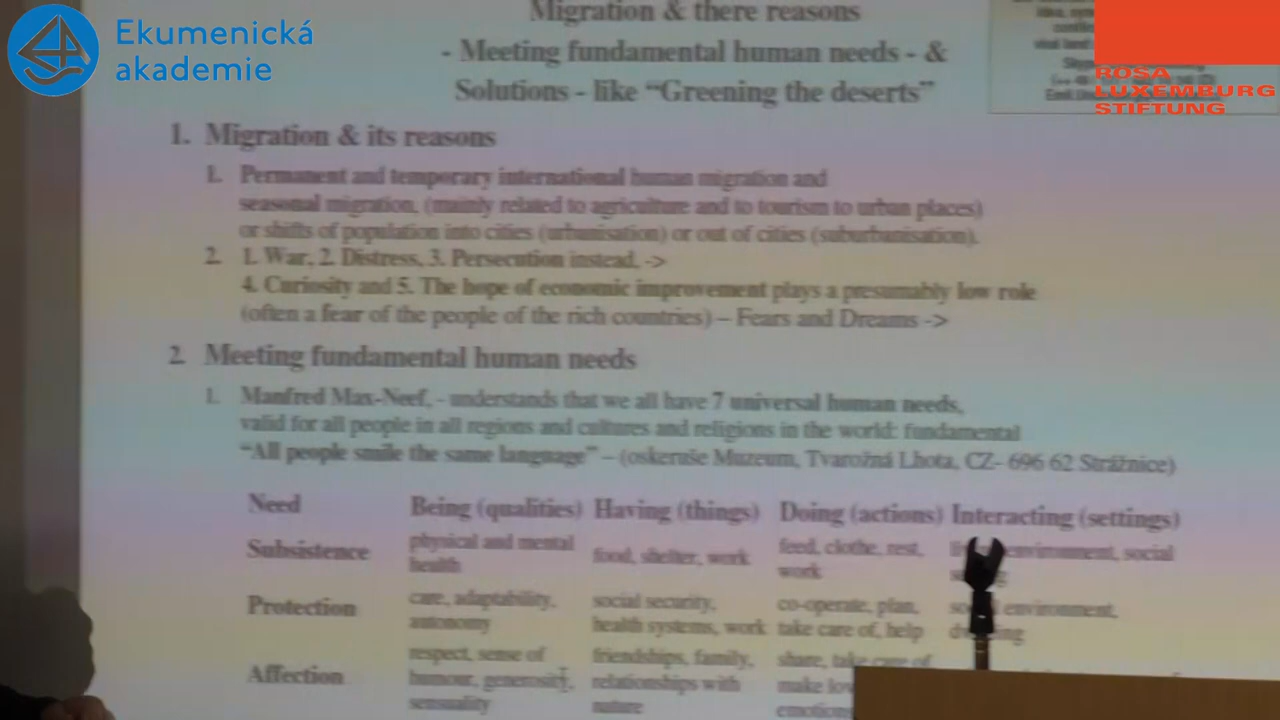 Ekumenická
akademie
ROSA
LUXEMBURG
STIFTUNG
Migration & there reasons
- Meeting fundamental human needs - &
Solutions - like “Greening the deserts”
1. Migration & its reasons
1. Permanent and temporary international human migration and
seasonal migration, (mainly related to agriculture and to tourism to urban places)
or shifts of population into cities (urbanisation) or out of cities (suburbanisation).
2. 1. War, 2. Distress, 3. Persecution instead, ->
4. Curiosity and 5. The hope of economic improvement plays a presumably low role
(often a fear of the people of the rich countries) – Fears and Dreams ->
2. Meeting fundamental human needs
1. Manfred Max-Neef, - understands that we all have 7 universal human needs,
valid for all people in all regions and cultures and religions in the world: fundamental
“All people smile the same language” – (oskeruše Muzeum, Tvarožná Lhota, CZ- 696 62 Strážnice)
Need Being (qualities) Having (things) Doing (actions) Interacting (settings)
Subsistence physical and mental health food, shelter, work feed, clothe, rest, work environment, social
Protection care, adaptability, autonomy social security, health systems, work co-operate, plan, take care of, help environment,
Affection respect, sense of humour, generosity, sensuality friendships, family, relationships with nature share, take care of make emotions